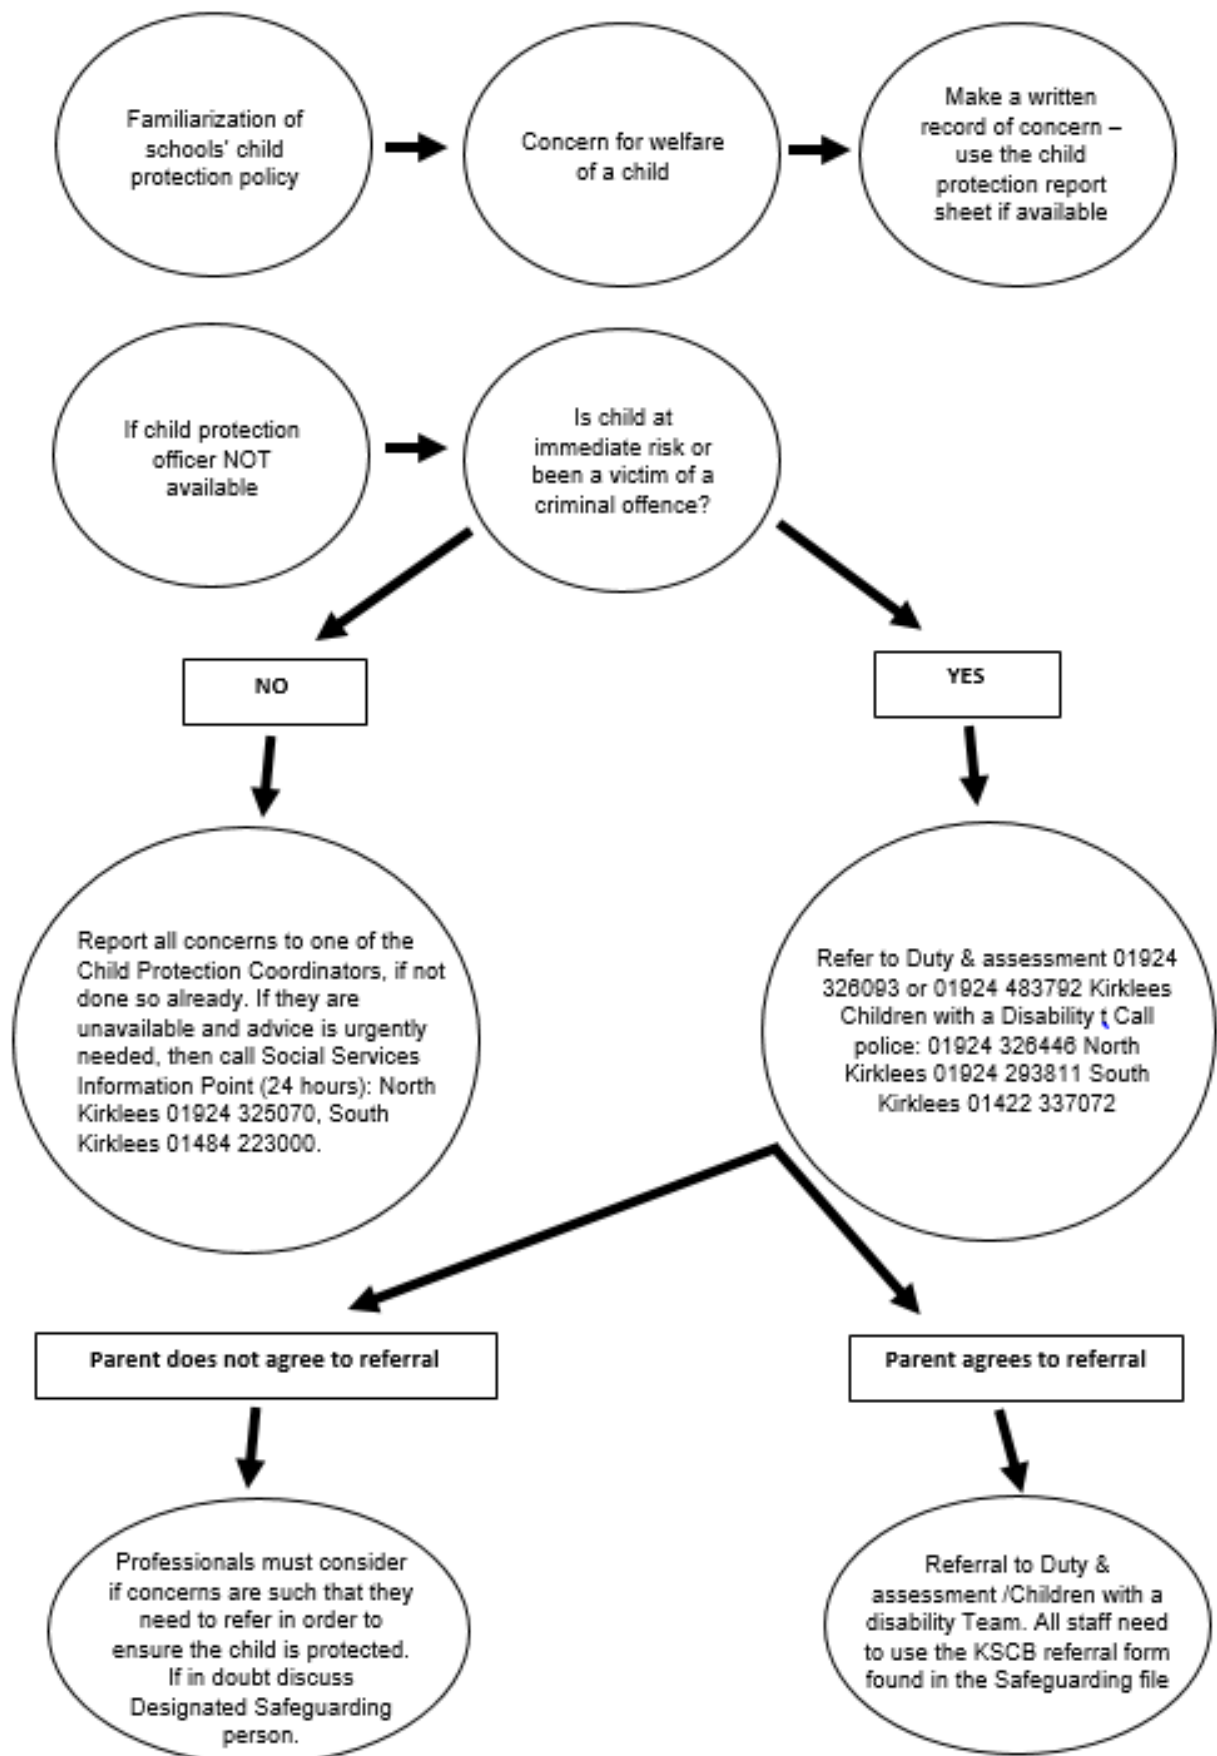 Familiarization of
schools' child
protection policy
Concern for welfare
of a child
Make a written
record of concern –
use the child
protection report
sheet if available
If child protection
officer NOT
available
Is child at
immediate risk or
been a victim of a
criminal offence?
NO
YES
Report all concerns to one of the
Child Protection Coordinators, if not
done so already. If they are
unavailable and advice is urgently
needed, then call Social Services
Information Point (24 hours): North
Kirklees 01924 325070, South
Kirklees 01484 223000.
Refer to Duty & assessment 01924
326093 or 01924 483792 Kirklees
Children with a Disability t Call
police: 01924 326446 North
Kirklees 01924 293811 South
Kirklees 01422 337072
Parent does not agree to referral
Parent agrees to referral
Professionals must consider
if concerns are such that they
need to refer in order to
ensure the child is protected.
If in doubt discuss
Designated Safeguarding
person.
Referral to Duty &
assessment /Children with a
disability Team. All staff need
to use the KSCB referral form
found in the Safeguarding file